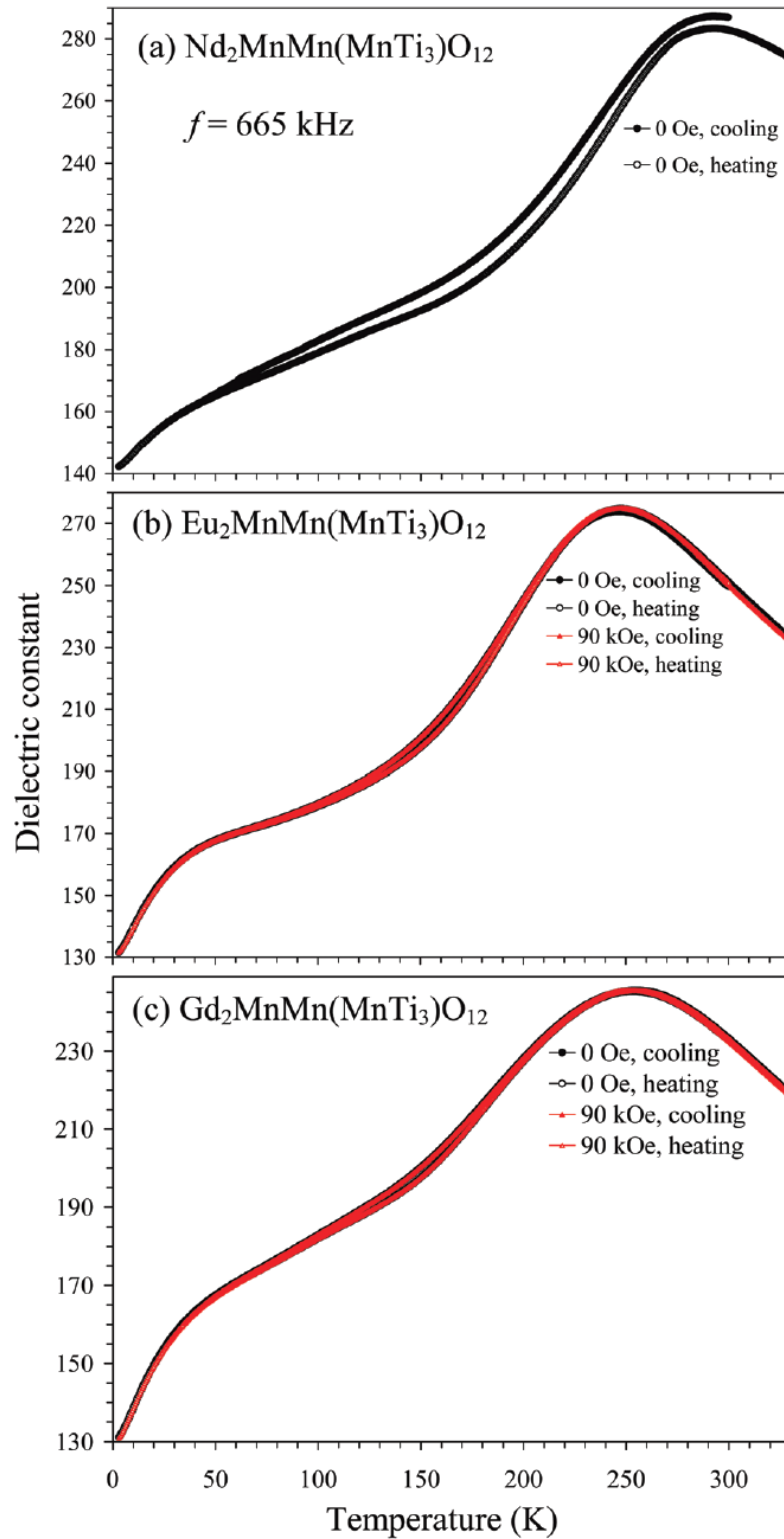 (a) Nd₂MnMn(MnTi₃)O₁₂
f = 665 kHz
0 Oe, cooling
0 Oe, heating
280
260
240
220
200
180
160
140
(b) Eu₂MnMn(MnTi₃)O₁₂
0 Oe, cooling
0 Oe, heating
90 kOe, cooling
90 kOe, heating
270
250
230
210
190
170
150
130
Dielectric constant
(c) Gd₂MnMn(MnTi₃)O₁₂
0 Oe, cooling
0 Oe, heating
90 kOe, cooling
90 kOe, heating
230
210
190
170
150
130
0 50 100 150 200 250 300
Temperature (K)